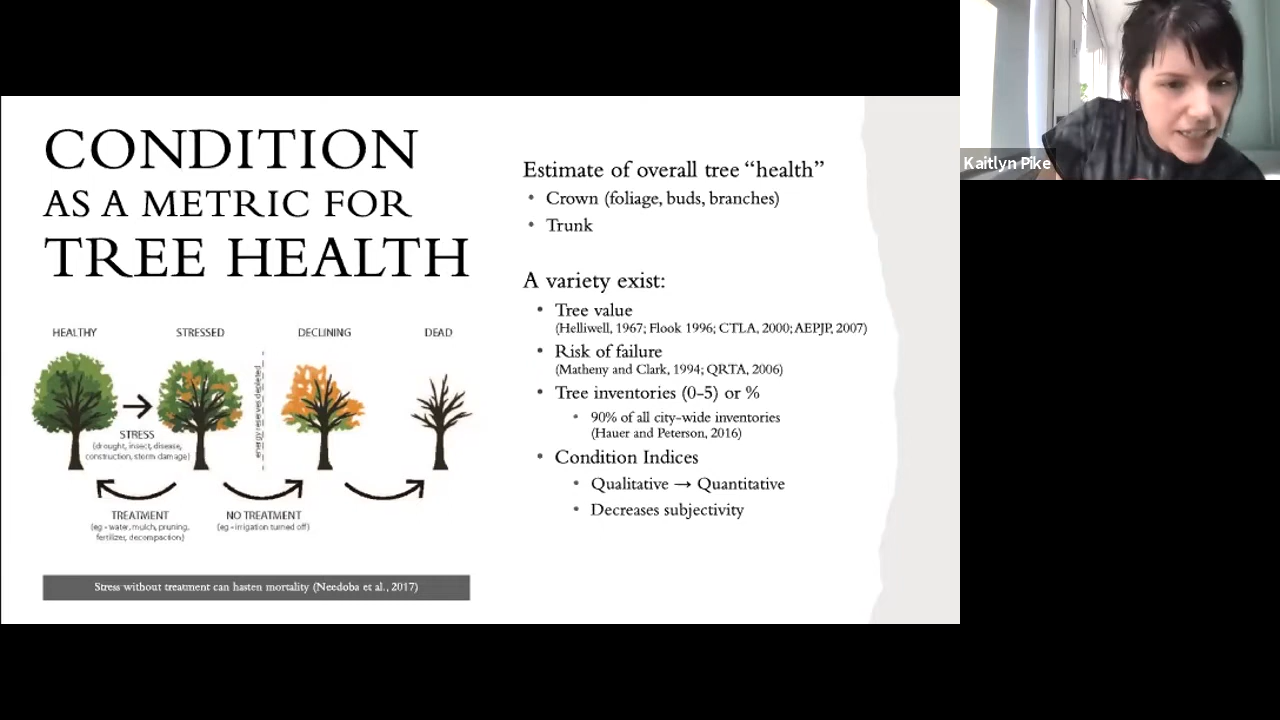 CONDITION
AS A METRIC FOR
TREE HEALTH
HEALTHY
STRESSED
DECLINING
DEAD
STRESS
(drought, insect, disease,
construction, storm damage)
energy reserves depleted
TREATMENT
(eg - water, mulch, pruning,
fertilizer, decompaction)
NO TREATMENT
(eg - irrigation turned off)
Stress without treatment can hasten mortality (Needoba et al., 2017)
Estimate of overall tree “health”
• Crown (foliage, buds, branches)
• Trunk
A variety exist:
• Tree value
(Helliwell, 1967; Flook 1996; CTLA, 2000; AEPJP, 2007)
• Risk of failure
(Matheny and Clark, 1994; QRTA, 2006)
• Tree inventories (0-5) or %
• 90% of all city-wide inventories
(Hauer and Peterson, 2016)
• Condition Indices
• Qualitative → Quantitative
• Decreases subjectivity
Kaitlyn Pike